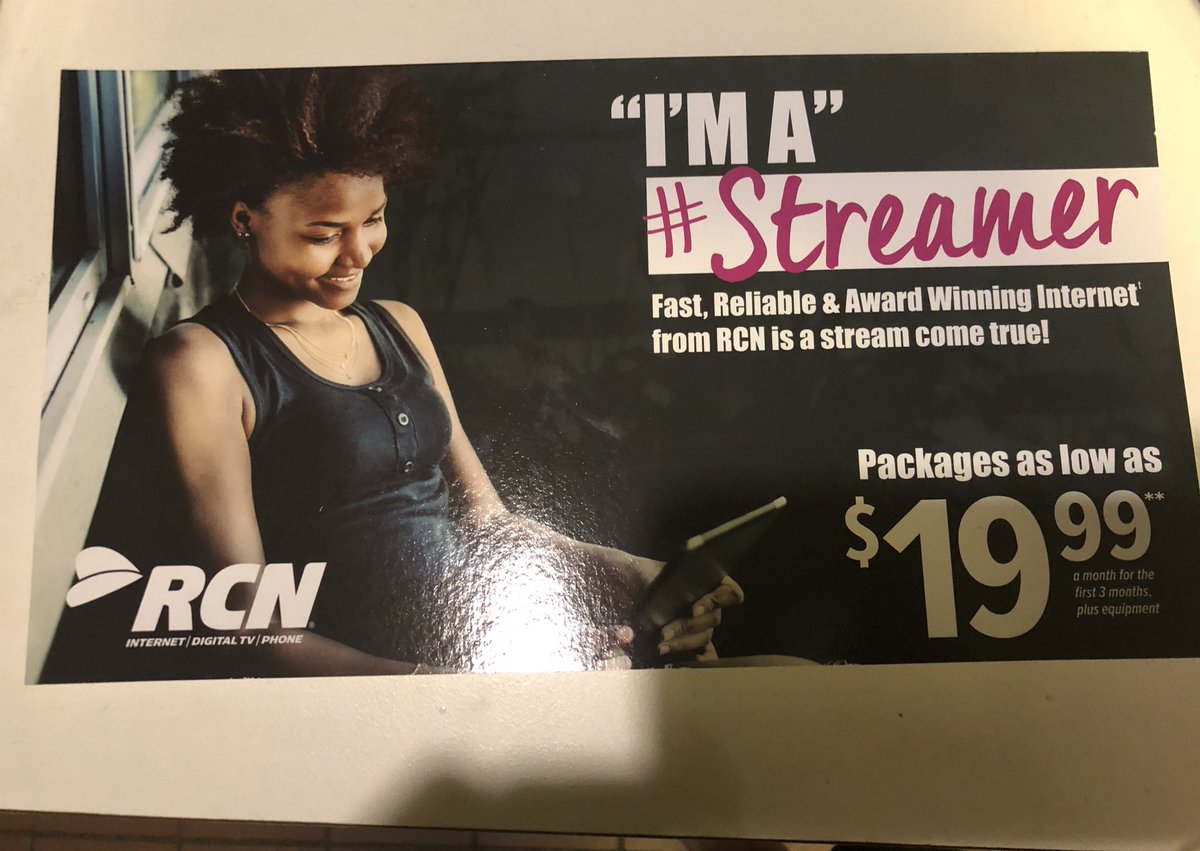 “I’M A”
#Streamer
Fast, Reliable & Award Winning Internet†
from RCN is a stream come true!
Packages as low as
$19 99**
a month for the
first 3 months,
plus equipment
RCN®
INTERNET | DIGITAL TV | PHONE